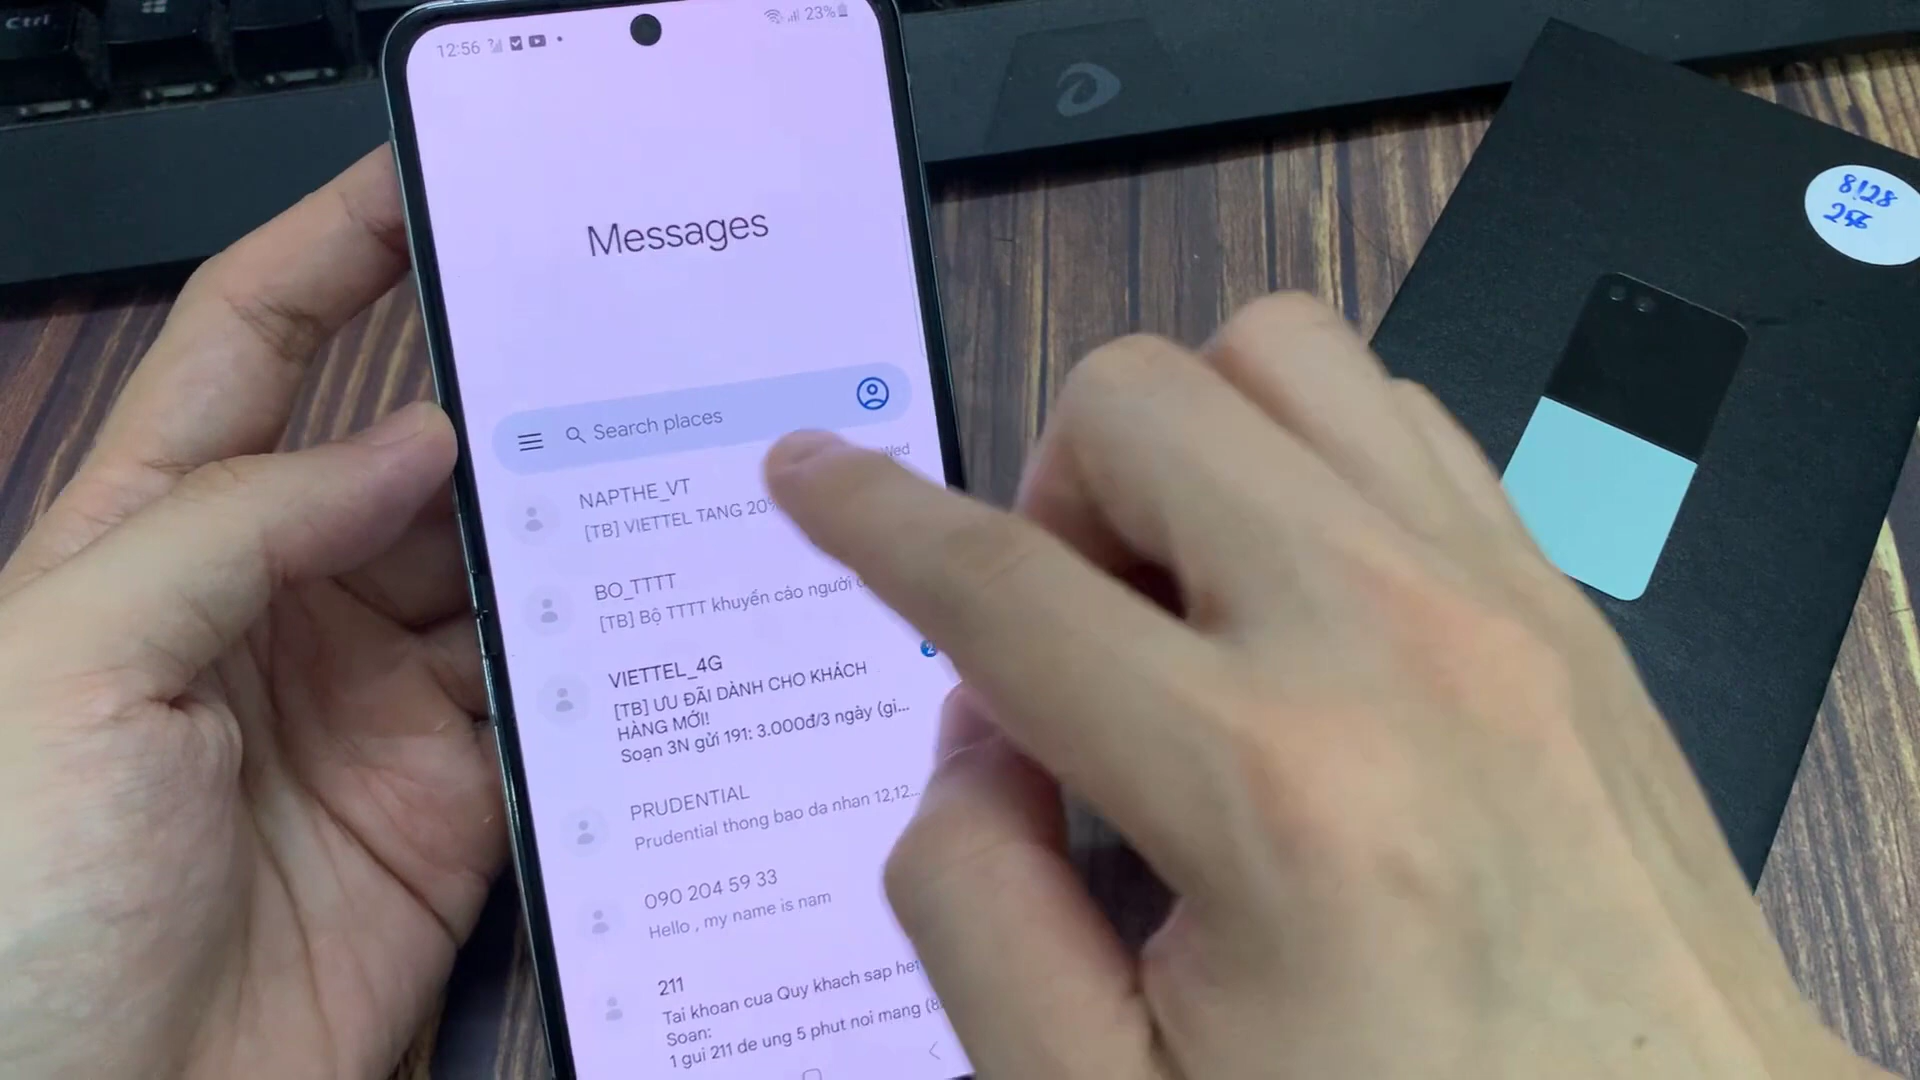 Ctrl
12:56
23%
Messages
Search places
Wed
NAPTHE_VT
[TB] VIETTEL TANG 20%
BO_TTTT
[TB] Bộ TTTT khuyến cáo người
2
VIETTEL_4G
[TB] ƯU ĐÃI DÀNH CHO KHÁCH
HÀNG MỚI!
Soạn 3N gửi 191: 3.000đ/3 ngày (gi...
PRUDENTIAL
Prudential thong bao da nhan 12,12...
090 204 59 33
Hello , my name is nam
211
Tai khoan cua Quy khach sap het
Soan:
1 gui 211 de ung 5 phut noi mang (8.
8128
256